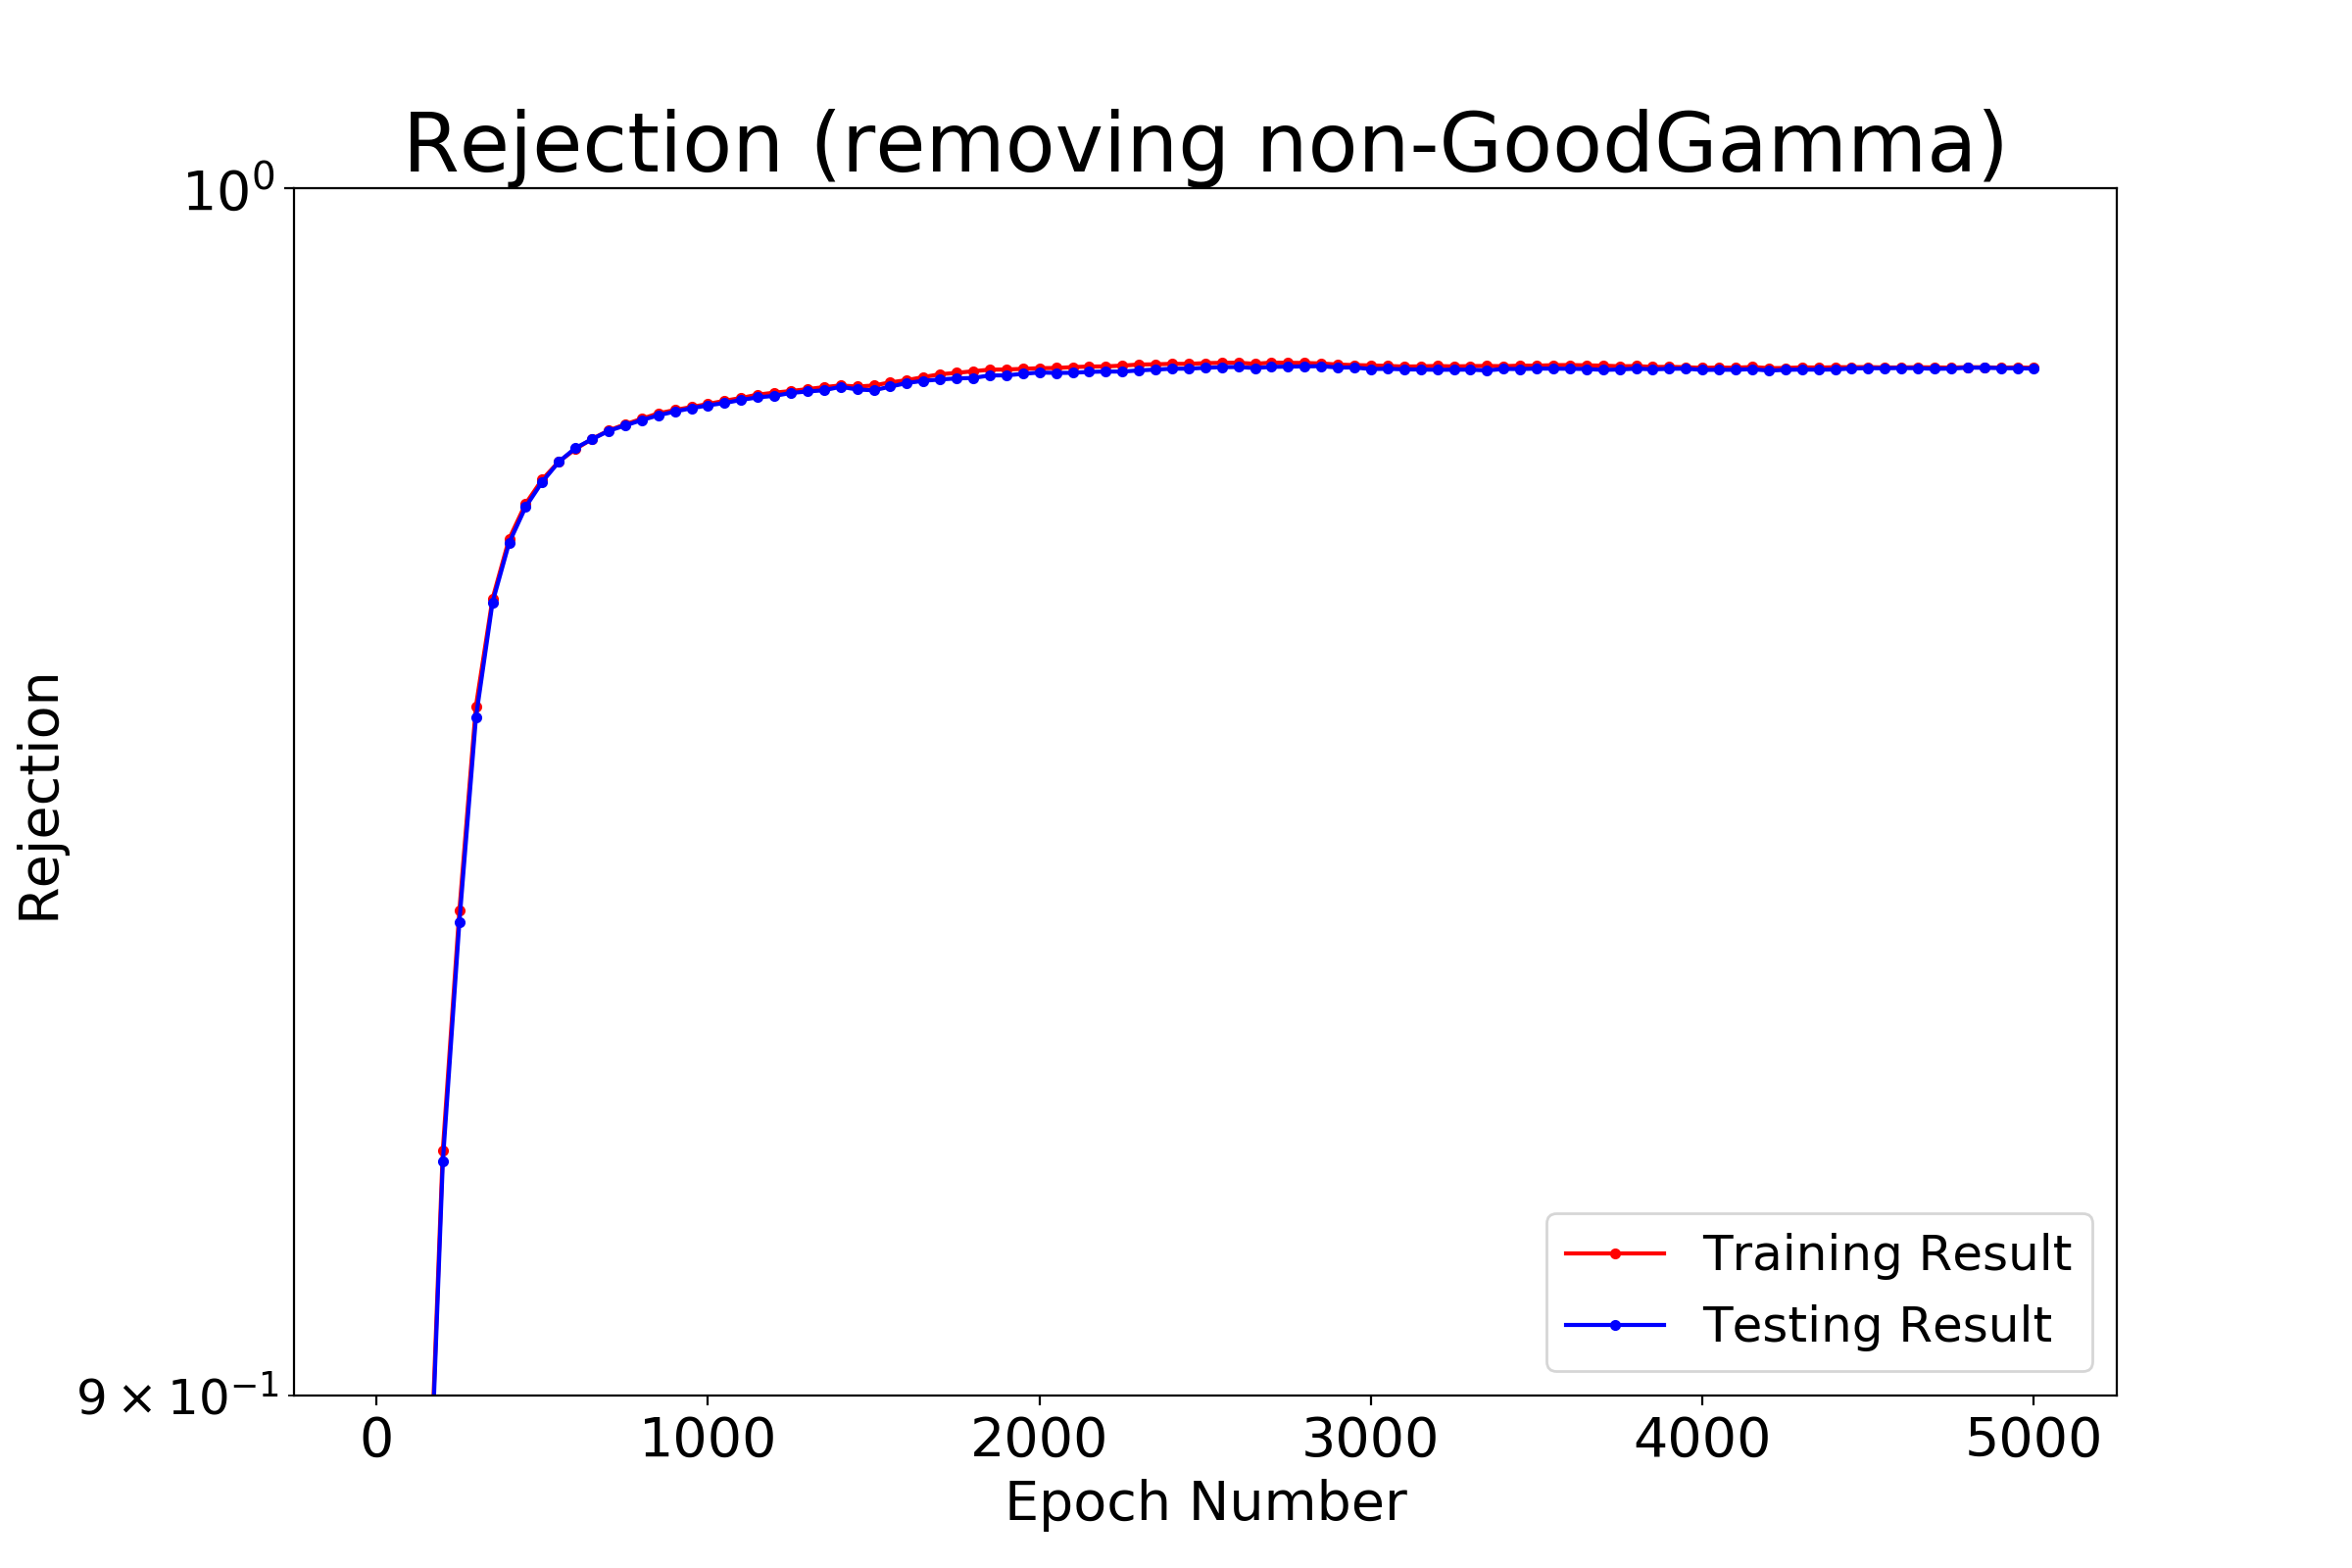 Rejection (removing non-GoodGamma)
10⁰
Rejection
9 × 10⁻¹
0 1000 2000 3000 4000 5000
Epoch Number
Training Result
Testing Result